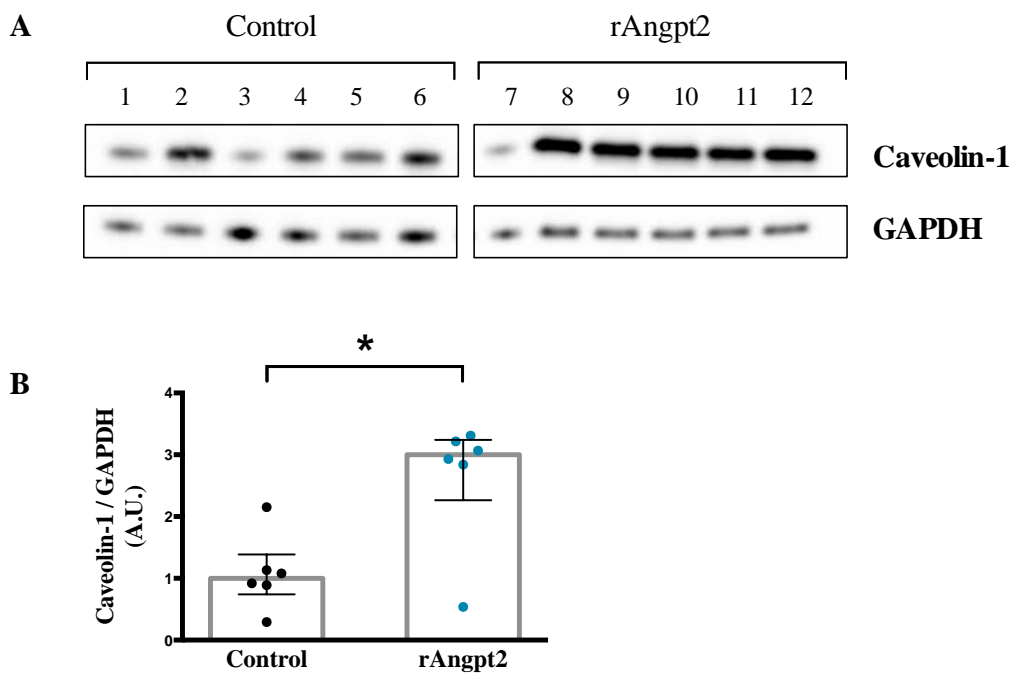 A Control rAngpt2
1 2 3 4 5 6 7 8 9 10 11 12
Caveolin-1
GAPDH
*
B
4
3
2
1
0
Caveolin-1 / GAPDH
(A.U.)
Control rAngpt2